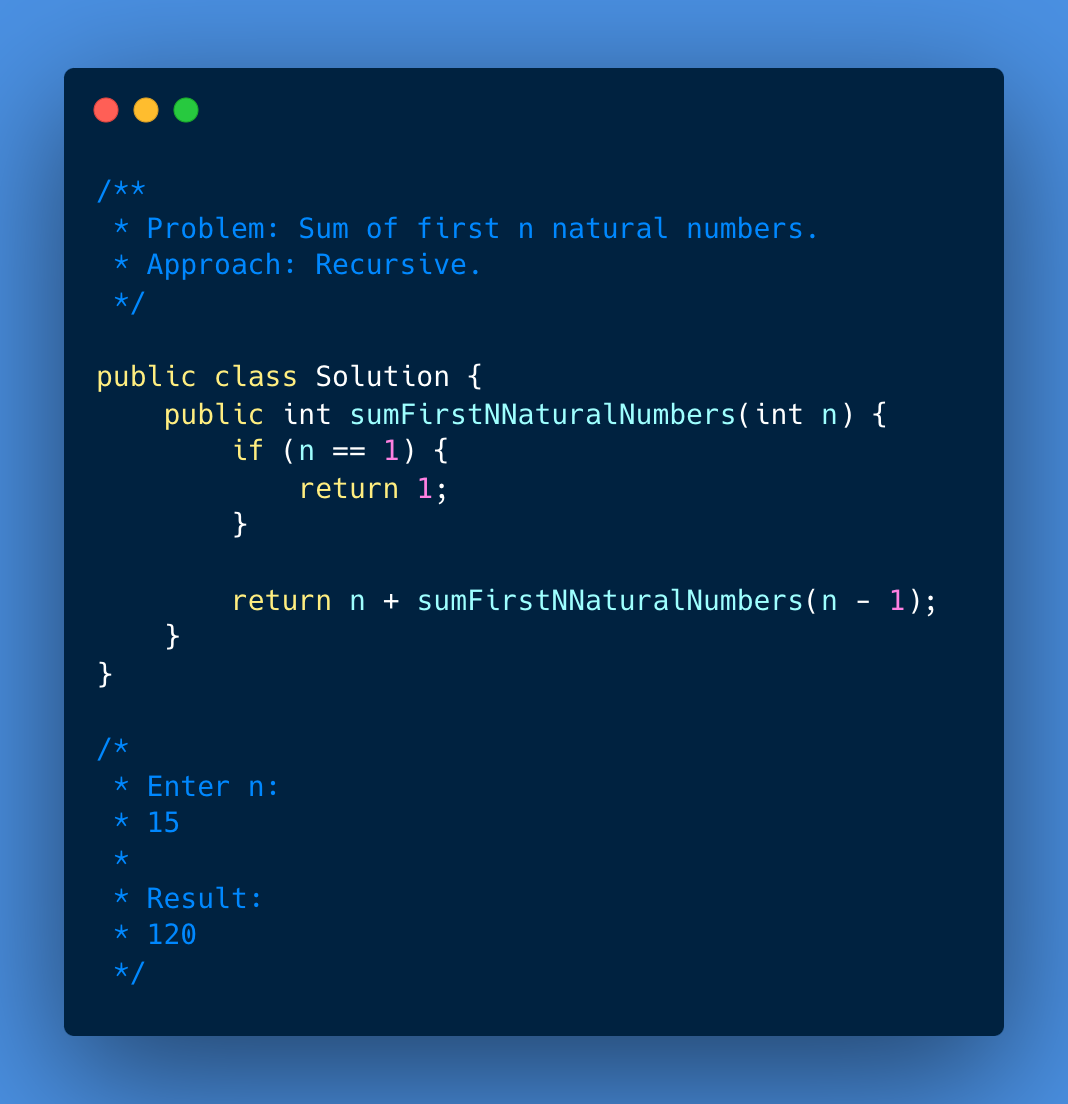 /**
 * Problem: Sum of first n natural numbers.
 * Approach: Recursive.
 */
public class Solution {
    public int sumFirstNNaturalNumbers(int n) {
        if (n == 1) {
            return 1;
        }
        return n + sumFirstNNaturalNumbers(n - 1);
    }
}
/*
 * Enter n:
 * 15
 *
 * Result:
 * 120
 */